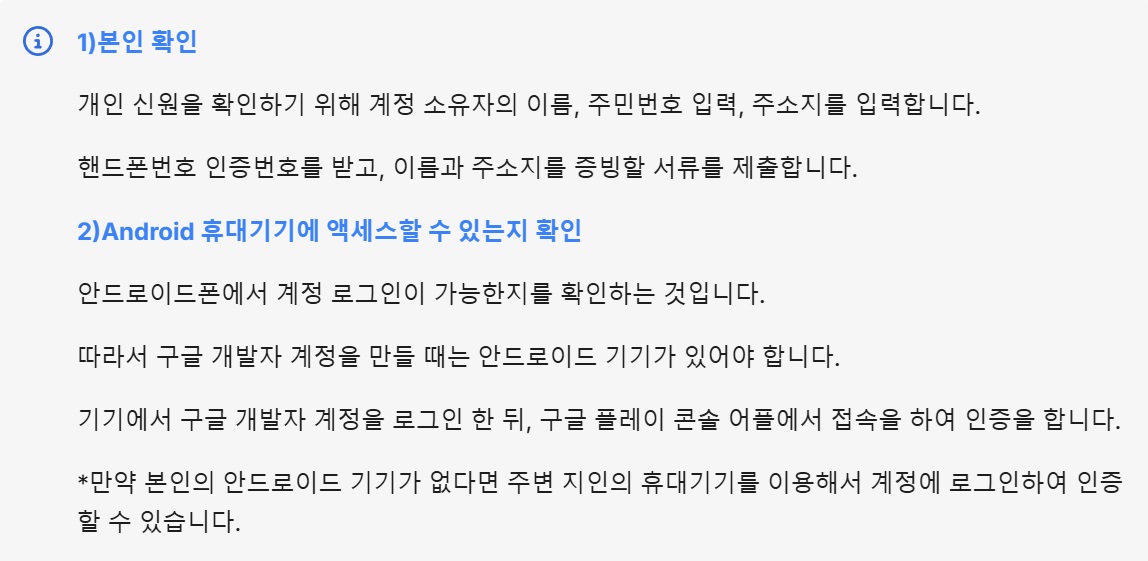 1)본인 확인
개인 신원을 확인하기 위해 계정 소유자의 이름, 주민번호 입력, 주소지를 입력합니다.
핸드폰번호 인증번호를 받고, 이름과 주소지를 증빙할 서류를 제출합니다.
2)Android 휴대기기에 액세스할 수 있는지 확인
안드로이드폰에서 계정 로그인이 가능한지를 확인하는 것입니다.
따라서 구글 개발자 계정을 만들 때는 안드로이드 기기가 있어야 합니다.
기기에서 구글 개발자 계정을 로그인 한 뒤, 구글 플레이 콘솔 어플에서 접속을 하여 인증을 합니다.
*만약 본인의 안드로이드 기기가 없다면 주변 지인의 휴대기기를 이용해서 계정에 로그인하여 인증
할 수 있습니다.